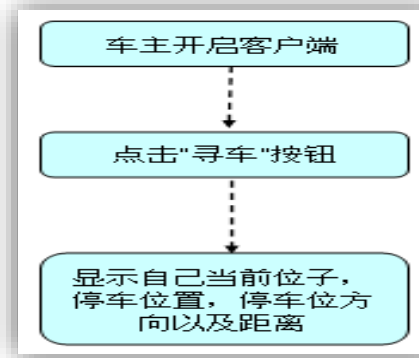 车主开启客户端
点击"寻车"按钮
显示自己当前位子，
停车位置，停车位方
向以及距离